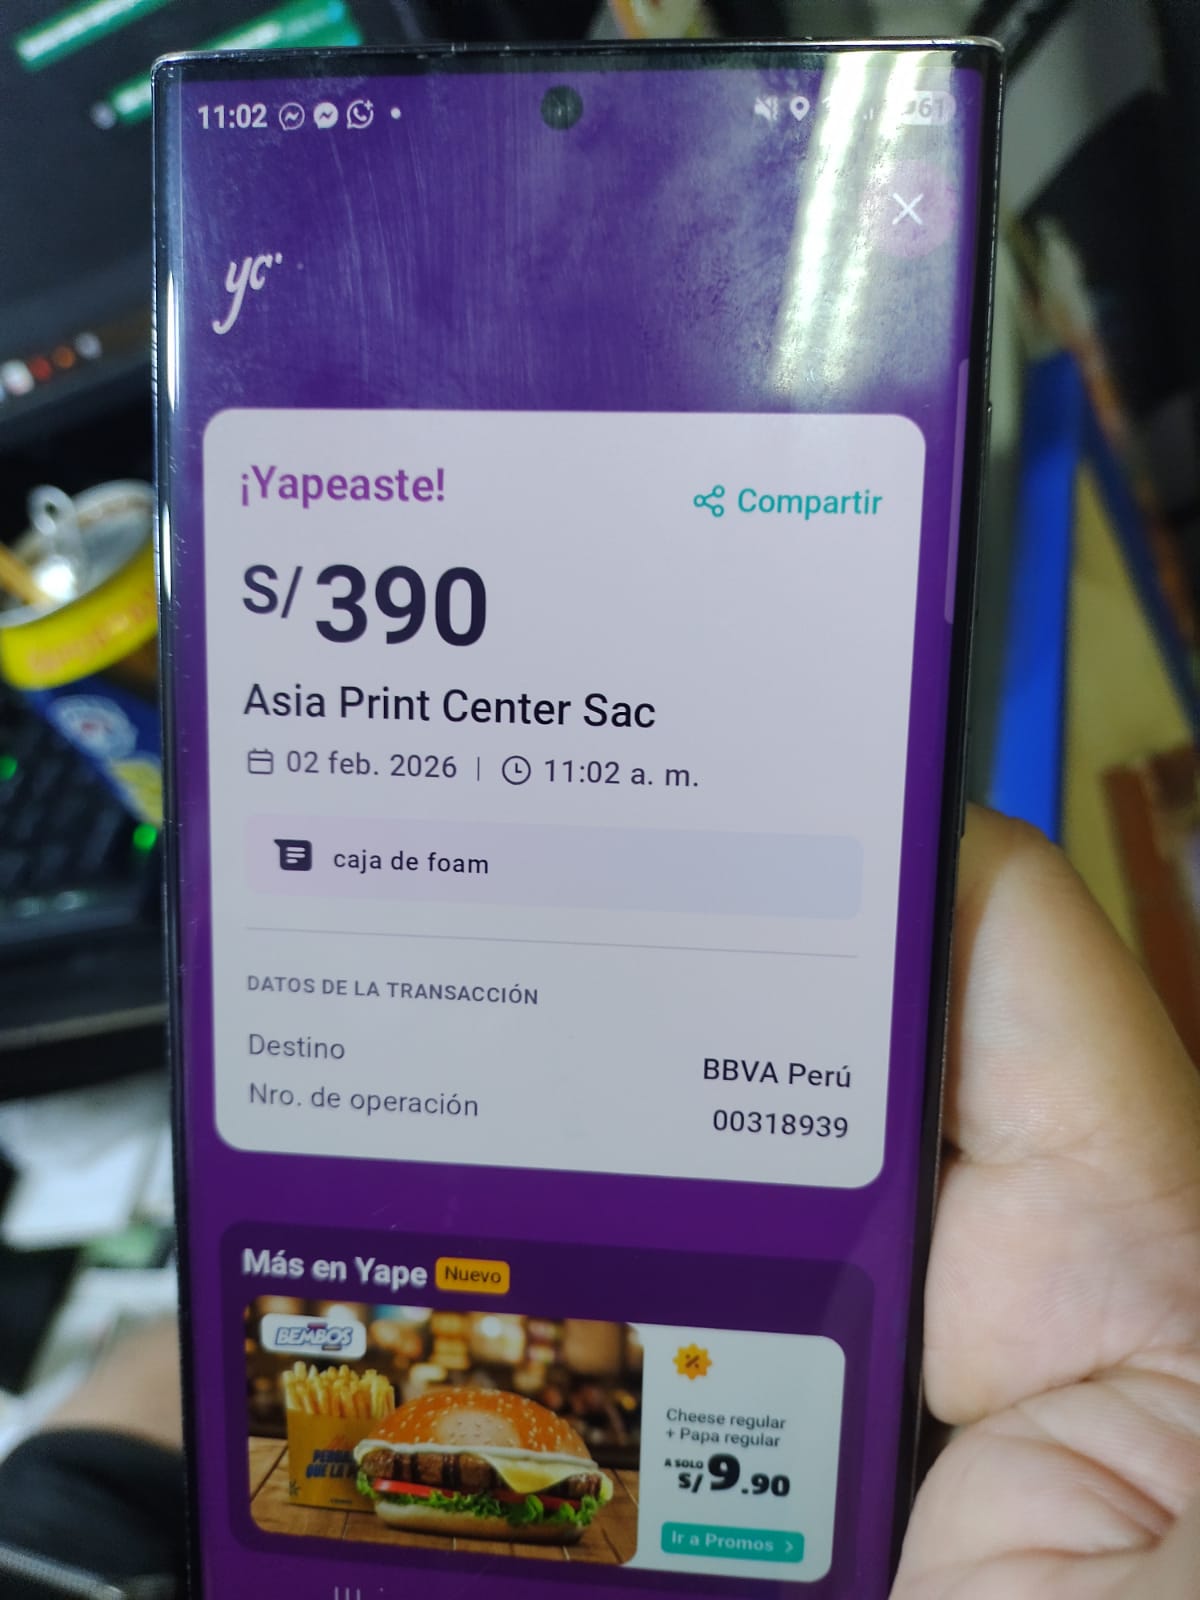 11:02
61
¡Yapeaste!
Compartir
S/390
Asia Print Center Sac
02 feb. 2026 | 11:02 a. m.
caja de foam
DATOS DE LA TRANSACCIÓN
Destino BBVA Perú
Nro. de operación 00318939
Más en Yape Nuevo
BEMBOS
Cheese regular
+ Papa regular
A SOLO
S/9.90
Ir a Promos >